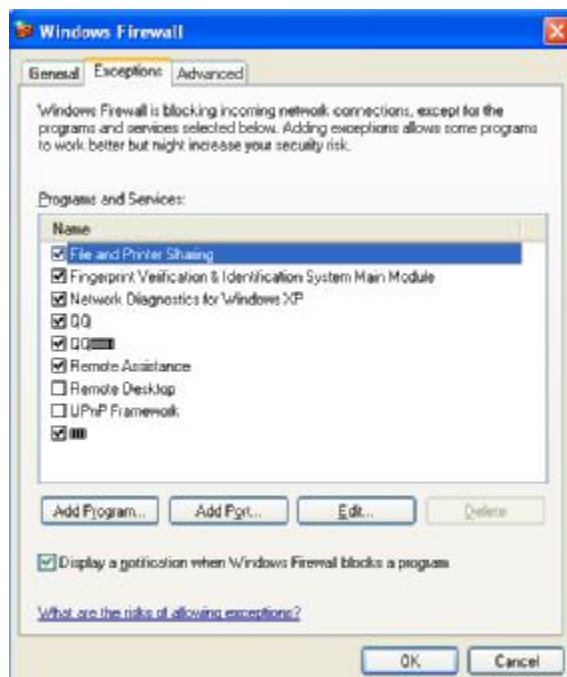 Windows Firewall
General Exceptions Advanced
Windows Firewall is blocking incoming network connections, except for the
programs and services selected below. Adding exceptions allows some programs
to work better but might increase your security risk.
Programs and Services:
Name
File and Printer Sharing
Fingerprint Verification & Identification System Main Module
Network Diagnostics for Windows XP
QQ
QQ
Remote Assistance
Remote Desktop
UPnP Framework
Add Program... Add Port... Edit... Delete
Display a notification when Windows Firewall blocks a program
What are the risks of allowing exceptions?
OK Cancel